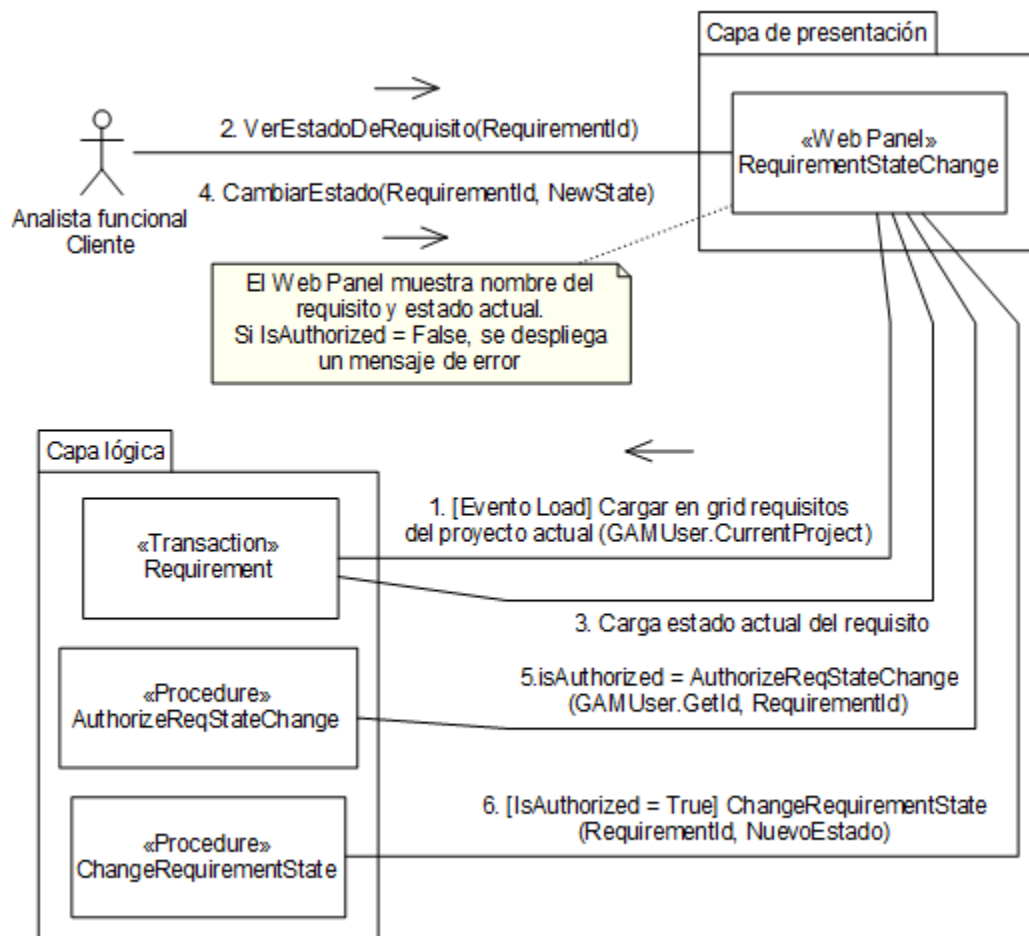 Capa de presentación
«Web Panel»
RequirementStateChange
2. VerEstadoDeRequisito(RequirementId)
4. CambiarEstado(RequirementId, NewState)
Analista funcional
Cliente
El Web Panel muestra nombre del
requisito y estado actual.
Si IsAuthorized = False, se despliega
un mensaje de error
Capa lógica
«Transaction»
Requirement
1. [Evento Load] Cargar en grid requisitos
del proyecto actual (GAMUser.CurrentProject)
3. Carga estado actual del requisito
«Procedure»
AuthorizeReqStateChange
5.isAuthorized = AuthorizeReqStateChange
(GAMUser.GetId, RequirementId)
«Procedure»
ChangeRequirementState
6. [IsAuthorized = True] ChangeRequirementState
(RequirementId, NuevoEstado)